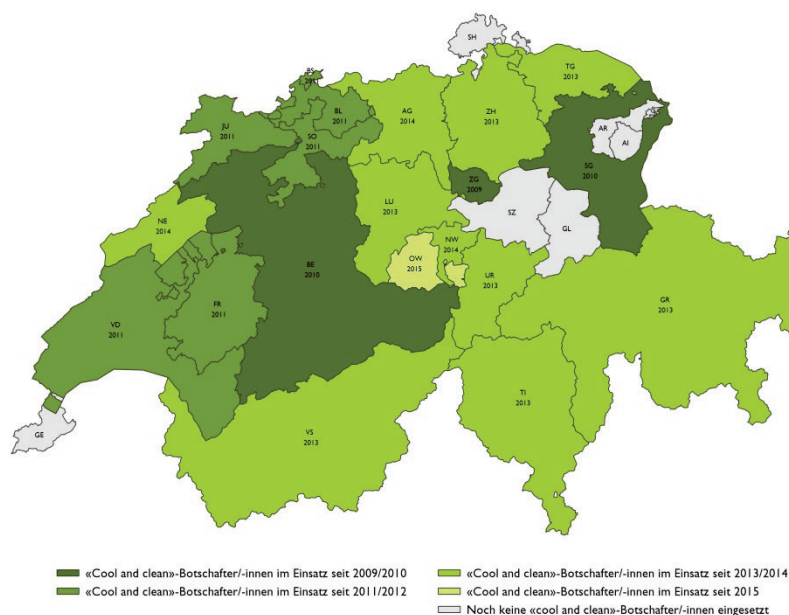 SH
TG
2013
BS
2011
BL
2011
AG
2014
ZH
2013
JU
2011
SO
2011
AR
AI
SG
2010
ZG
2009
LU
2013
SZ
GL
NE
2014
NW
2014
OW
2015
BE
2010
UR
2013
GR
2013
FR
2011
VD
2011
TI
2013
VS
2013
GE
«Cool and clean»-Botschafter/-innen im Einsatz seit 2009/2010
«Cool and clean»-Botschafter/-innen im Einsatz seit 2011/2012
«Cool and clean»-Botschafter/-innen im Einsatz seit 2013/2014
«Cool and clean»-Botschafter/-innen im Einsatz seit 2015
Noch keine «cool and clean»-Botschafter/-innen eingesetzt